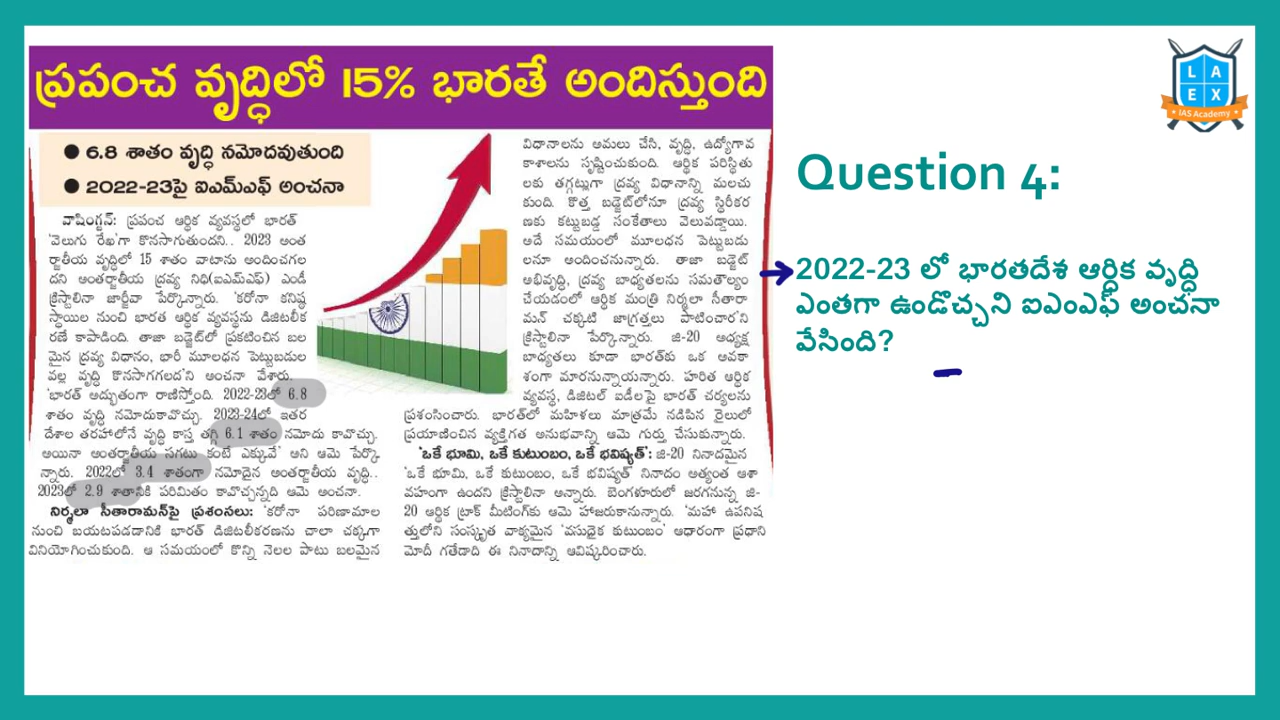 ప్రపంచ వృద్ధిలో 15% భారతే అందిస్తుంది
● 6.8 శాతం వృద్ధి నమోదవుతుంది
● 2022-23పై ఐఎమ్ఎఫ్ అంచనా
వాషింగ్టన్: ప్రపంచ ఆర్థిక వ్యవస్థలో భారత్
'వెలుగు రేఖ'గా కొనసాగుతుందని.. 2023 అంత
ర్జాతీయ వృద్ధిలో 15 శాతం వాటాను అందించగల
దని అంతర్జాతీయ ద్రవ్య నిధి(ఐఎమ్ఎఫ్) ఎండీ
క్రిస్టాలినా జార్జీవా పేర్కొన్నారు. 'కరోనా కనిష్ఠ
స్థాయిల నుంచి భారత ఆర్థిక వ్యవస్థను డిజిటలీక
రణే కాపాడింది. తాజా బడ్జెట్‌లో ప్రకటించిన బల
మైన ద్రవ్య విధానం, భారీ మూలధన పెట్టుబడుల
వల్ల వృద్ధి కొనసాగగలద'ని అంచనా వేశారు.
'భారత్ అద్భుతంగా రాణిస్తోంది. 2022-23లో 6.8
శాతం వృద్ధి నమోదుకావొచ్చు. 2023-24లో ఇతర
దేశాల తరహాలోనే వృద్ధి కాస్త తగ్గి 6.1 శాతం నమోదు కావొచ్చు.
అయినా అంతర్జాతీయ సగటు కంటే ఎక్కువే' అని ఆమె పేర్కొ
న్నారు. 2022లో 3.4 శాతంగా నమోదైన అంతర్జాతీయ వృద్ధి..
2023లో 2.9 శాతానికి పరిమితం కావొచ్చన్నది ఆమె అంచనా.
నిర్మలా సీతారామన్‌పై ప్రశంసలు: 'కరోనా పరిణామాల
నుంచి బయటపడడానికి భారత్ డిజిటలీకరణను చాలా చక్కగా
వినియోగించుకుంది. ఆ సమయంలో కొన్ని నెలల పాటు బలమైన
విధానాలను అమలు చేసి, వృద్ధి, ఉద్యోగావ
కాశాలను సృష్టించుకుంది. ఆర్థిక పరిస్థితు
లకు తగ్గట్లుగా ద్రవ్య విధానాన్ని మలచు
కుంది. కొత్త బడ్జెట్‌లోనూ ద్రవ్య స్థిరీకర
ణకు కట్టుబడ్డ సంకేతాలు వెలువడ్డాయి.
అదే సమయంలో మూలధన పెట్టుబడు
లనూ అందించనున్నారు. తాజా బడ్జెట్
అభివృద్ధి, ద్రవ్య బాధ్యతలను సమతౌల్యం
చేయడంలో ఆర్థిక మంత్రి నిర్మలా సీతారా
మన్ చక్కటి జాగ్రత్తలు పాటించార'ని
క్రిస్టాలినా పేర్కొన్నారు. జి-20 అధ్యక్ష
బాధ్యతలు కూడా భారత్‌కు ఒక అవకా
శంగా మారనున్నాయన్నారు. హరిత ఆర్థిక
వ్యవస్థ, డిజిటల్ ఐడీలపై భారత్ చర్యలను
ప్రశంసించారు. భారత్‌లో మహిళలు మాత్రమే నడిపిన రైలులో
ప్రయాణించిన వ్యక్తిగత అనుభవాన్ని ఆమె గుర్తు చేసుకున్నారు.
'ఒకే భూమి, ఒకే కుటుంబం, ఒకే భవిష్యత్': జి-20 నినాదమైన
'ఒకే భూమి, ఒకే కుటుంబం, ఒకే భవిష్యత్' నినాదం అత్యంత ఆశా
వహంగా ఉందని క్రిస్టాలినా అన్నారు. బెంగళూరులో జరగనున్న జి-
20 ఆర్థిక ట్రాక్ మీటింగ్‌కు ఆమె హాజరుకానున్నారు. 'మహా ఉపనిష
త్తులోని సంస్కృత వాక్యమైన 'వసుదైక కుటుంబం' ఆధారంగా ప్రధాని
మోదీ గతేడాది ఈ నినాదాన్ని ఆవిష్కరించారు.
L A
E X
IAS Academy
Question 4:
2022-23 లో భారతదేశ ఆర్థిక వృద్ధి
ఎంతగా ఉండొచ్చని ఐఎంఎఫ్ అంచనా
వేసింది?